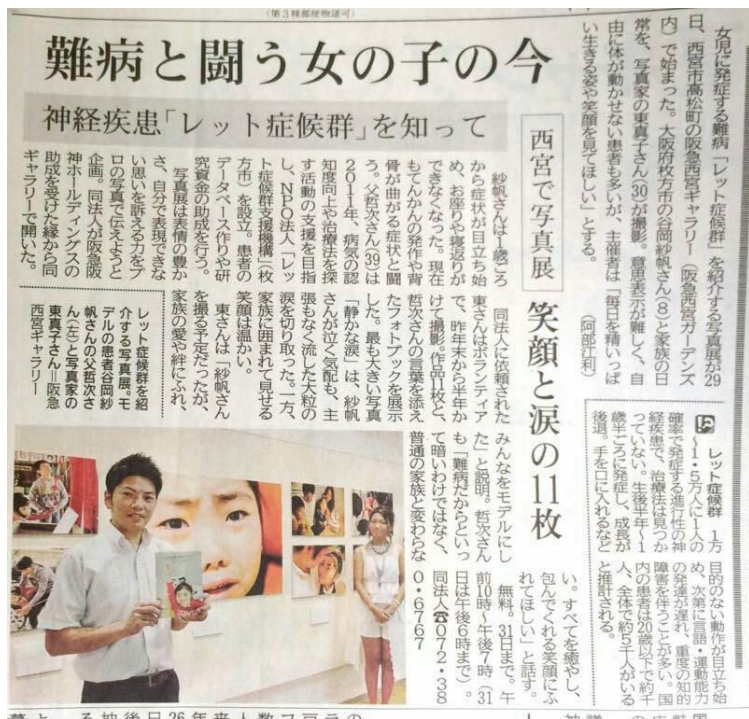 (第3種郵便物認可)
難病と闘う女の子の今
神経疾患「レット症候群」を知って
西宮で写真展
笑顔と涙の11枚
女児に発症する難病「レット症候群」を紹介する写真展が29
日、西宮市高松町の阪急西宮ギャラリー(阪急西宮ガーデンズ
内)で始まった。大阪府枚方市の谷岡紗帆さん(8)と家族の日
常を、写真家の東真子さん(30)が撮影。意思表示が難しく、自
由に体が動かせない患者も多いが、主催者は「毎日を精いっぱ
い生きる姿や笑顔を見てほしい」とする。
(阿部江利)
紗帆さんは1歳ごろ
から症状が目立ち始
め、お座りや寝返りが
できなくなった。現在
もてんかんの発作や背
骨が曲がる症状と闘
う。父哲次さん(39)は
2011年、病気の認
知度向上や治療法を探
す活動の支援を目指
し、NPO法人「レッ
ト症候群支援機構」(枚
方市)を設立。患者の
データベース作りや研
究資金の助成を行う。
写真展は表情の豊か
さ、自分で表現できな
い思いを訴える力をプ
ロの写真で伝えようと
企画。同法人が阪急阪
神ホールディングスの
助成を受けた縁から同
ギャラリーで開いた。
同法人に依頼された
東さんはボランティア
で、昨年末から半年か
けて撮影。作品11枚と、
哲次さんの言葉を添え
たフォトブックを展示
した。最も大きい写真
「静かな涙」は、紗帆
さんが泣く気配も、主
張もなく流した大粒の
涙を切り取った。一方、
家族に囲まれて見せる
笑顔は温かい。
東さんは「紗帆さん
を撮る予定だったが、
家族の愛や絆にふれ、
みんなをモデルにし
た」と説明。哲次さん
も「難病だからといっ
て暗いわけではなく、
普通の家族と変わらな
い。すべてを癒やし、
包んでくれる笑顔にふ
れてほしい」と話す。
無料。31日まで。午
前10時~午後7時(31
日は午後6時まで)。
同法人☎072・38
0・6767
レット症候群 1万
~1・5万人に1人の
確率で発症する進行性の神
経疾患で、治療法は見つか
っていない。生後半年~1
歳半ごろに発症し、成長が
後退。手を口に入れるなど
目的のない動作が目立ち始
め、次第に言語・運動能力
の発達が遅れ、重度の知的
障害を伴うことが多い。国
内の患者は20歳以下で約千
人、全体で約5千人がいる
と推計される。
レット症候群を紹
介する写真展。モ
デルの患者谷岡紗
帆さんの父哲次さ
ん(左)と写真家の
東真子さん=阪急
西宮ギャラリー